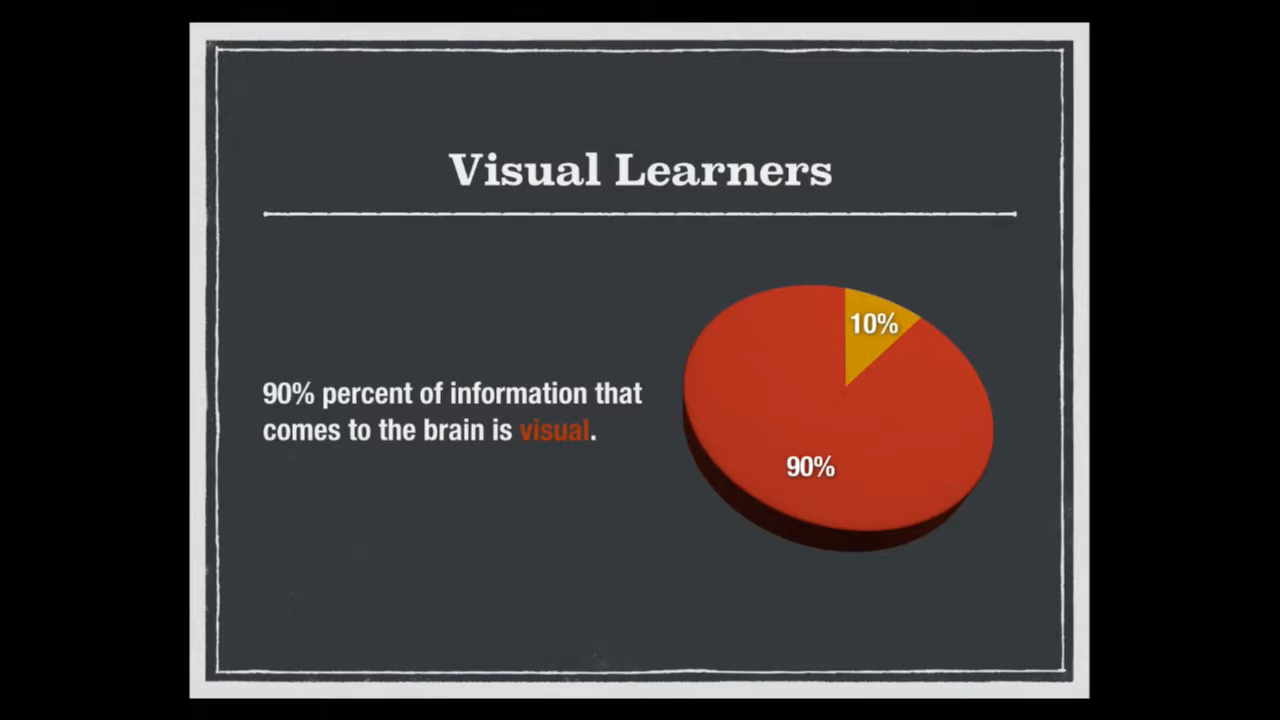 Visual Learners
10%
90% percent of information that
comes to the brain is visual.
90%